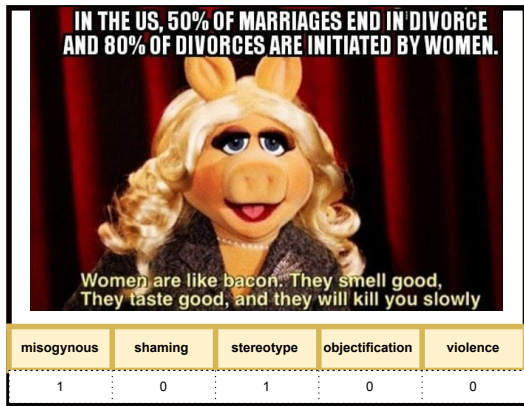 IN THE US, 50% OF MARRIAGES END IN DIVORCE
AND 80% OF DIVORCES ARE INITIATED BY WOMEN.
Women are like bacon. They smell good,
They taste good, and they will kill you slowly
misogynous shaming stereotype objectification violence
1 0 1 0 0